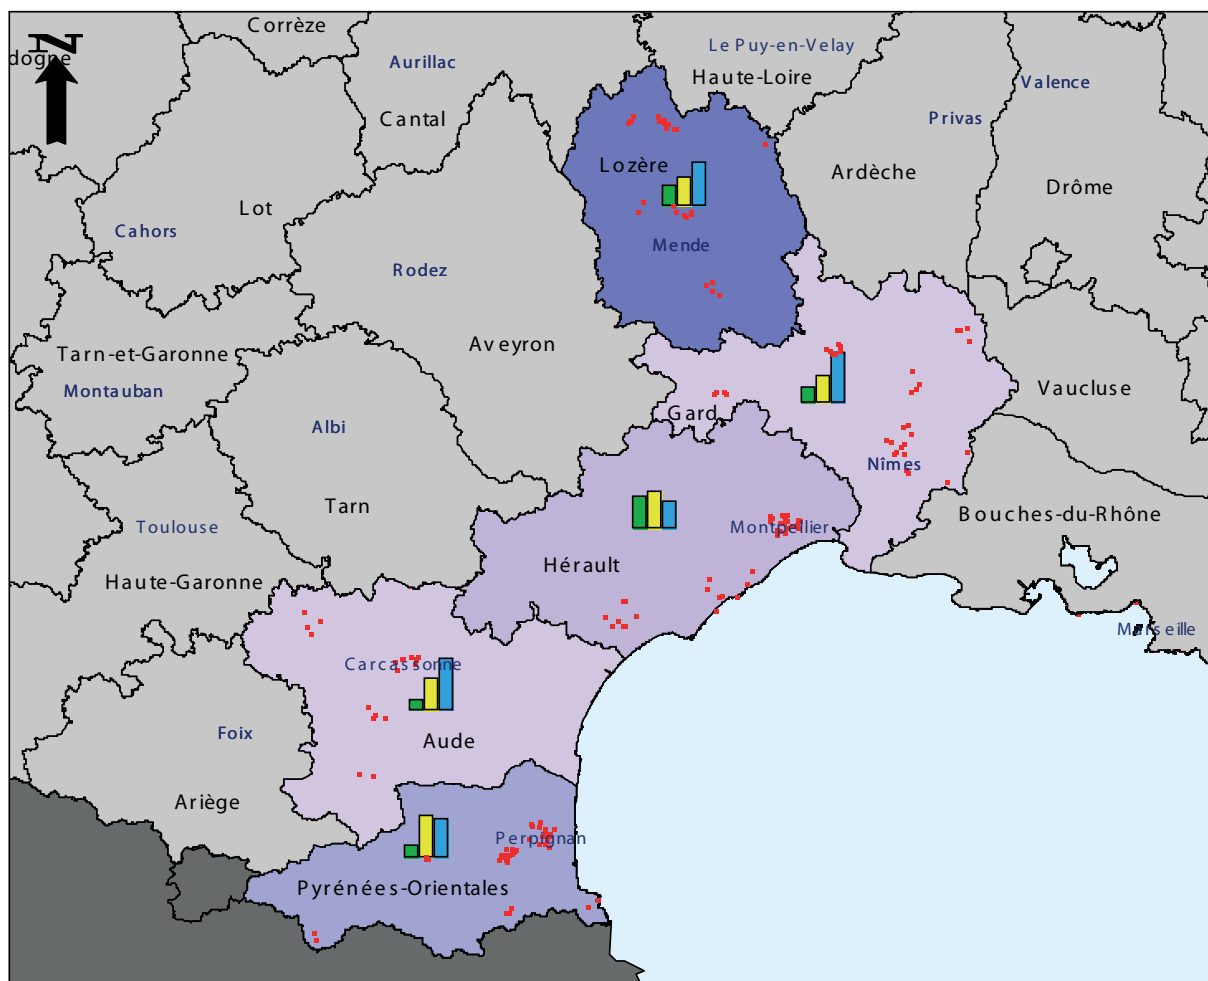 Corrèze
N
dogne
Le Puy-en-Velay
Aurillac
Haute-Loire
Valence
Cantal
Privas
Lozère
Ardèche
Drôme
Lot
Cahors
Mende
Rodez
Aveyron
Tarn-et-Garonne
Montauban
Vaucluse
Gard
Albi
Nîmes
Tarn
Bouches-du-Rhône
Toulouse
Montpellier
Hérault
Haute-Garonne
Marseille
Carcassonne
Foix
Aude
Ariège
Perpignan
Pyrénées-Orientales